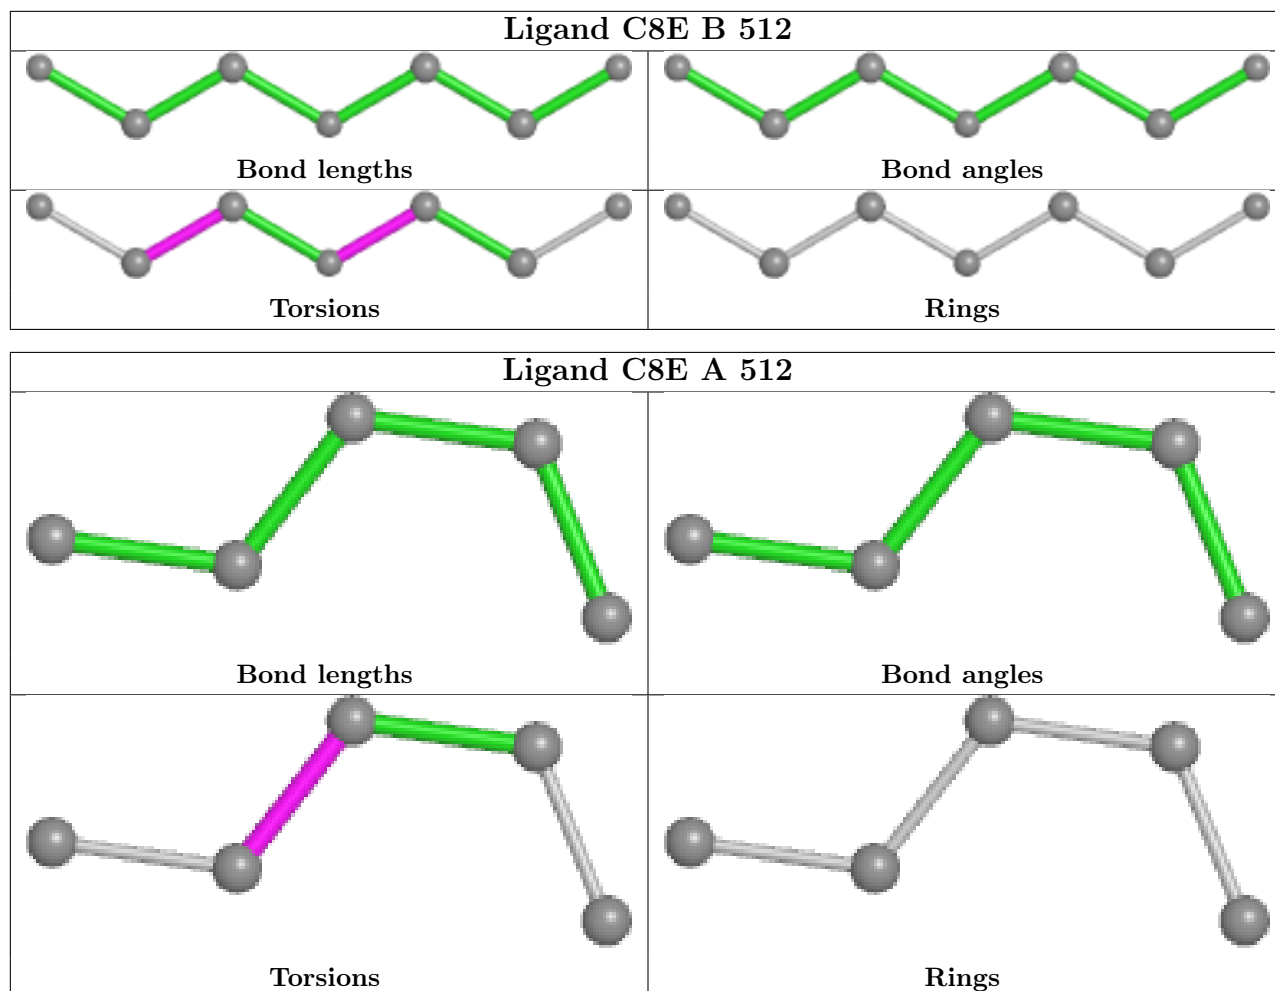 Ligand C8E B 512
Bond lengths
Bond angles
Torsions
Rings
Ligand C8E A 512
Bond lengths
Bond angles
Torsions
Rings